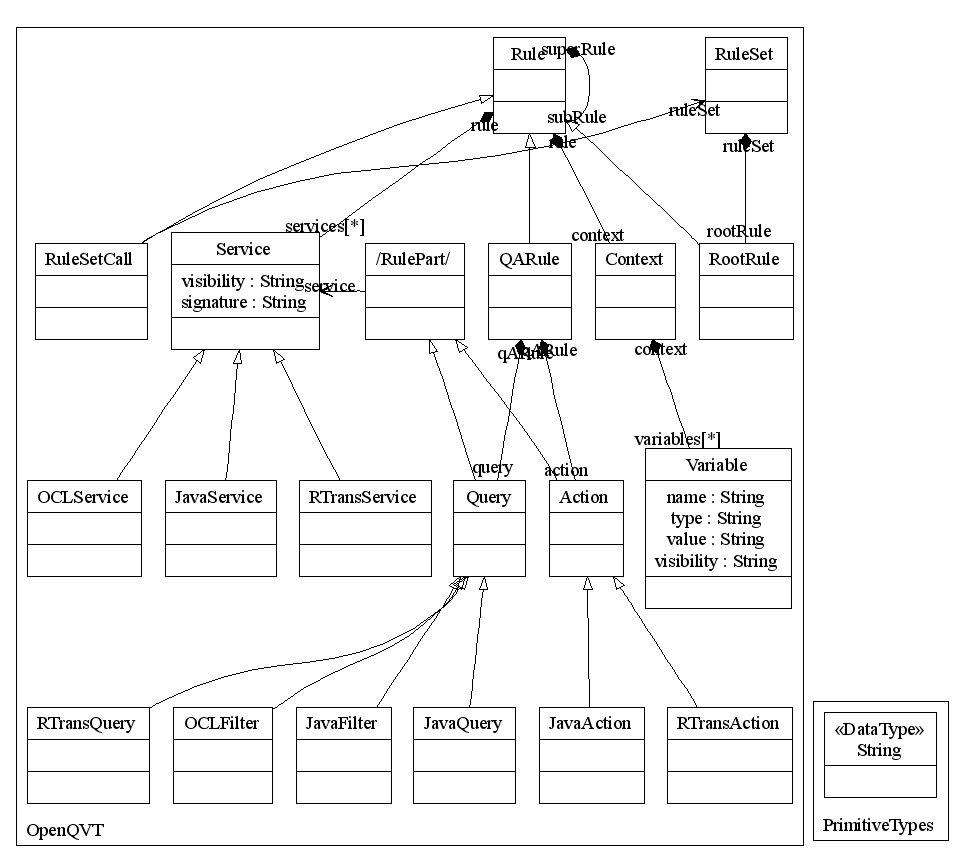 Rule
superRule
RuleSet
subRule
rule
ruleSet
rule
ruleSet
services[*]
context
rootRule
RuleSetCall
Service
visibility : String
signature : String
service
/RulePart/
QARule
Context
RootRule
qARule
qARule
context
variables[*]
query
action
OCLService
JavaService
RTransService
Query
Action
Variable
name : String
type : String
value : String
visibility : String
RTransQuery
OCLFilter
JavaFilter
JavaQuery
JavaAction
RTransAction
OpenQVT
«DataType»
String
PrimitiveTypes